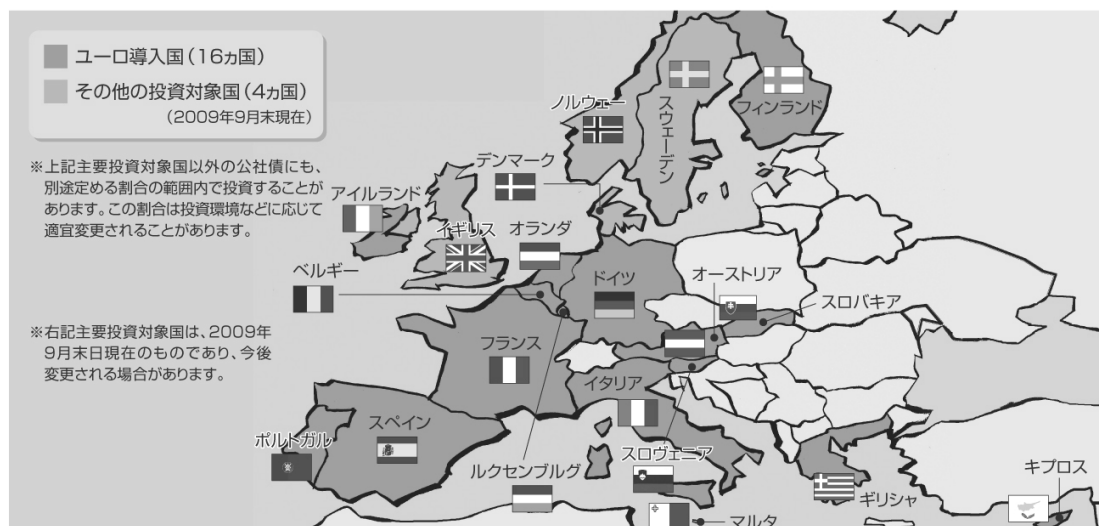 ユーロ導入国(16ヵ国)
その他の投資対象国(4ヵ国)
(2009年9月末現在)
※上記主要投資対象国以外の公社債にも、
別途定める割合の範囲内で投資することが
あります。この割合は投資環境などに応じて
適宜変更されることがあります。
※右記主要投資対象国は、2009年
9月末日現在のものであり、今後
変更される場合があります。
ノルウェー
スウェーデン
フィンランド
デンマーク
アイルランド
イギリス
オランダ
ベルギー
ドイツ
オーストリア
スロバキア
フランス
イタリア
スペイン
ポルトガル
ルクセンブルグ
スロヴェニア
マルタ
ギリシャ
キプロス